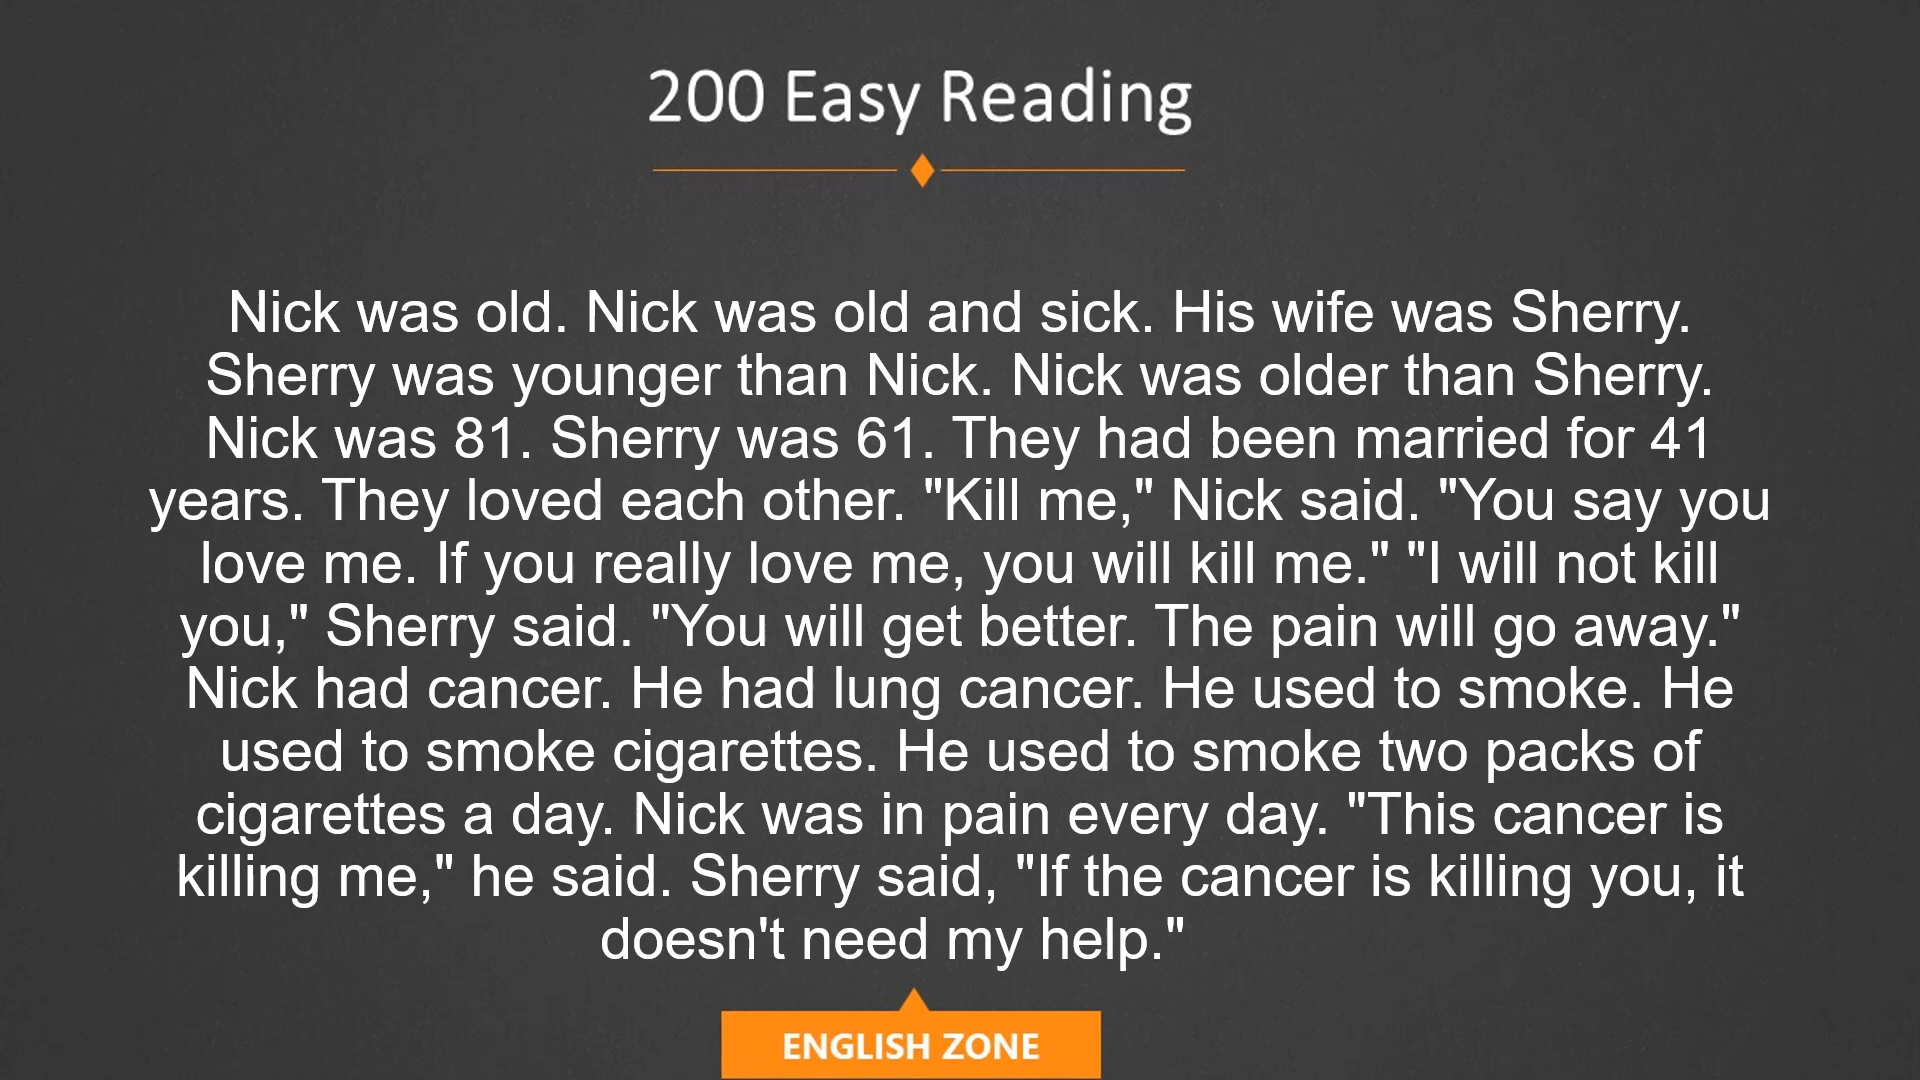 200 Easy Reading
Nick was old. Nick was old and sick. His wife was Sherry.
Sherry was younger than Nick. Nick was older than Sherry.
Nick was 81. Sherry was 61. They had been married for 41
years. They loved each other. "Kill me," Nick said. "You say you
love me. If you really love me, you will kill me." "I will not kill
you," Sherry said. "You will get better. The pain will go away."
Nick had cancer. He had lung cancer. He used to smoke. He
used to smoke cigarettes. He used to smoke two packs of
cigarettes a day. Nick was in pain every day. "This cancer is
killing me," he said. Sherry said, "If the cancer is killing you, it
doesn't need my help."
ENGLISH ZONE